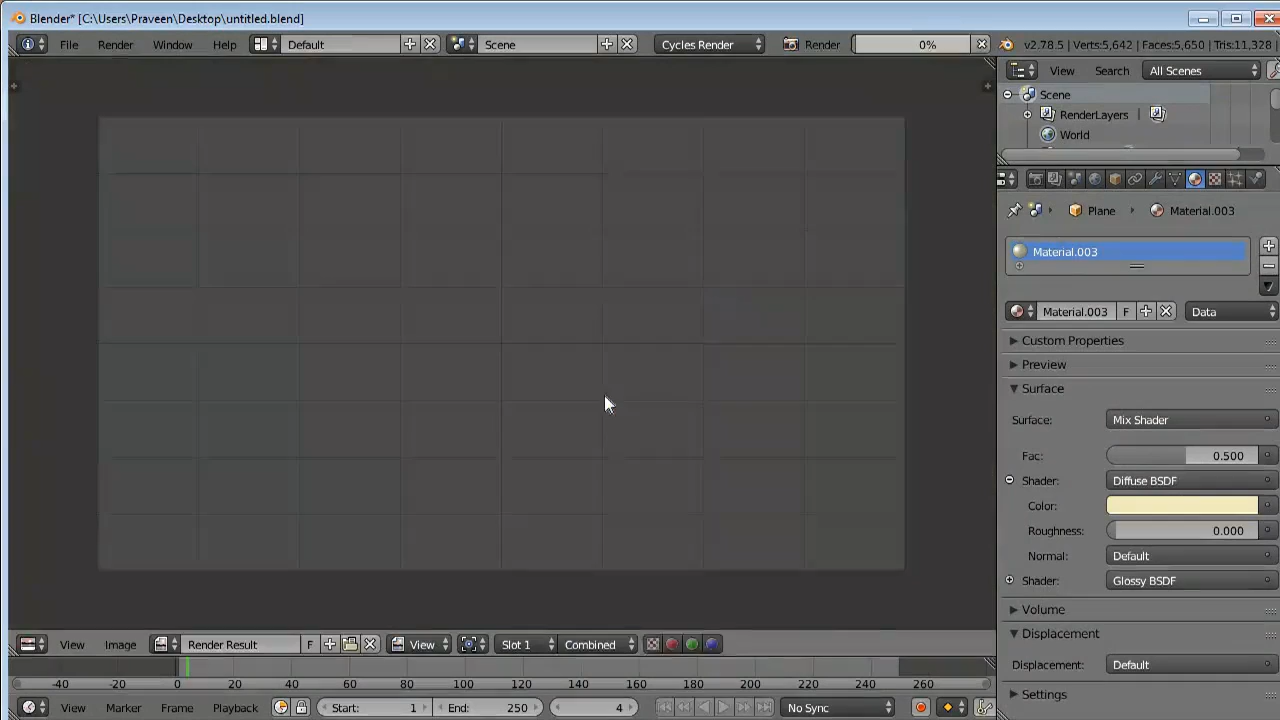 Blender* [C:\Users\Praveen\Desktop\untitled.blend]
File Render Window Help Default Scene Cycles Render Render 0% v2.78.5 | Verts:5,642 | Faces:5,650 | Tris:11,328
View Search All Scenes
Scene
RenderLayers
World
Plane Material.003
Material.003
Material.003 F Data
Custom Properties
Preview
Surface
Surface: Mix Shader
Fac: 0.500
Shader: Diffuse BSDF
Color:
Roughness: 0.000
Normal: Default
Shader: Glossy BSDF
Volume
Displacement
Displacement: Default
Settings
View Image Render Result F View Slot 1 Combined
-40 -20 0 20 40 60 80 100 120 140 160 180 200 220 240 260
View Marker Frame Playback Start: 1 End: 250 4 No Sync